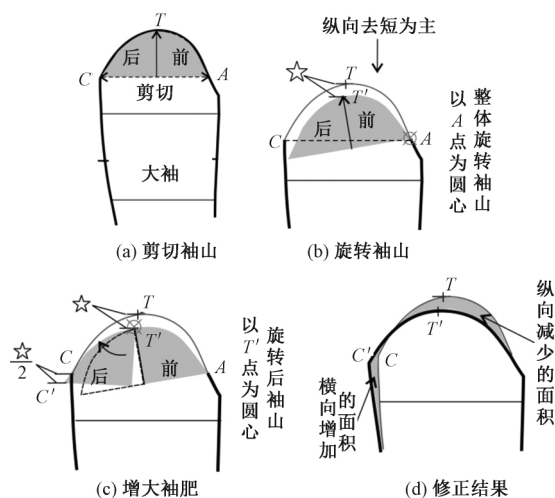 T
后 前
C A
剪切
大袖
(a) 剪切袖山
纵向去短为主
☆ T
T'
后 前
C A
以A点为圆心
整体旋转袖山
(b) 旋转袖山
☆ T
T'
☆/2
C
C'
后 前
A
以T'点为圆心
旋转后袖山
(c) 增大袖肥
T
T'
C' C
横向增加
的面积
纵向减少
的面积
(d) 修正结果